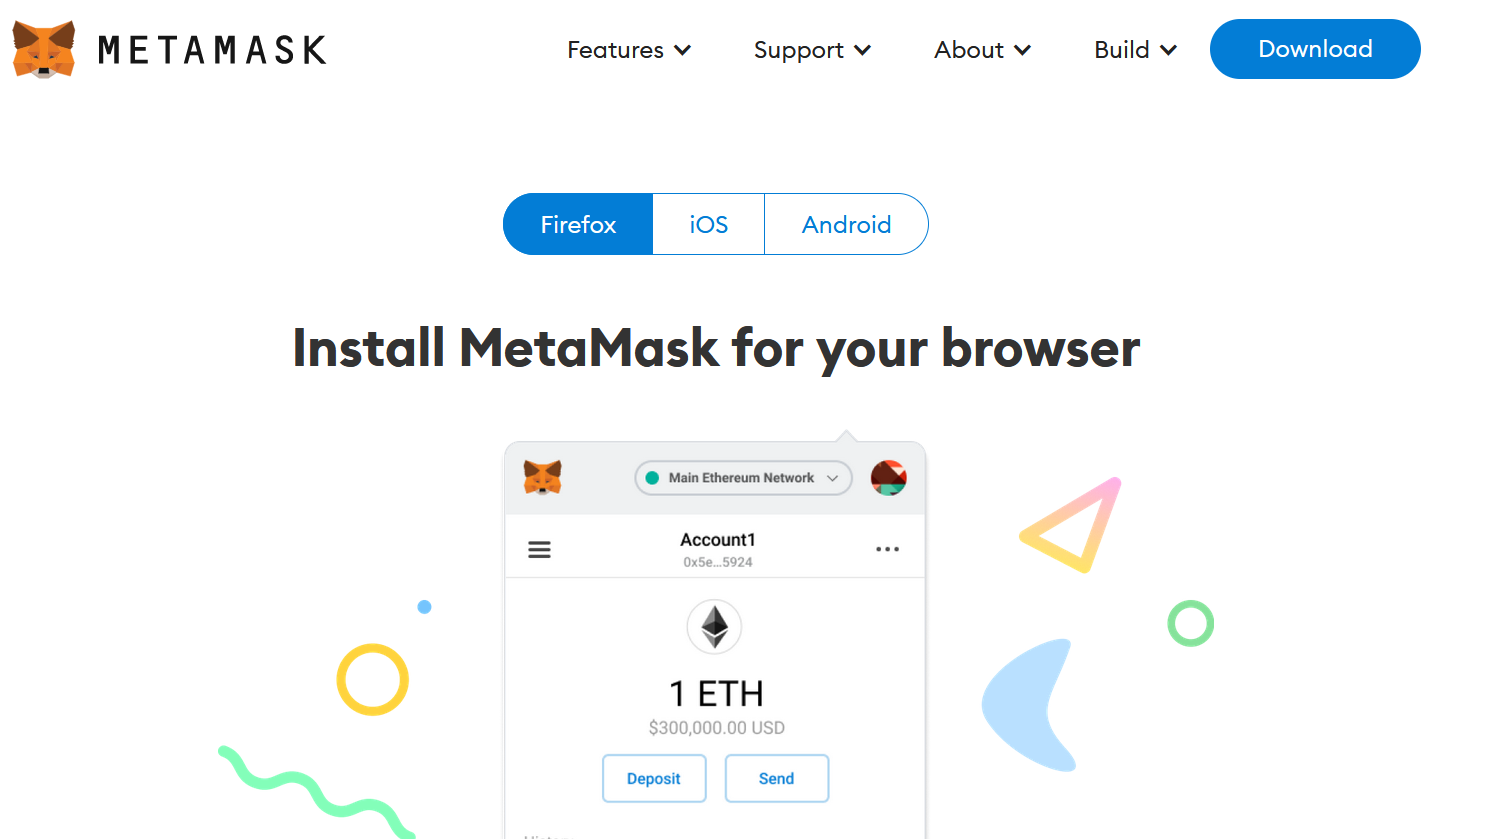 METAMASK
Features Support About Build Download
Firefox iOS Android
Install MetaMask for your browser
Main Ethereum Network
Account1
0x5e...5924
1 ETH
$300,000.00 USD
Deposit Send